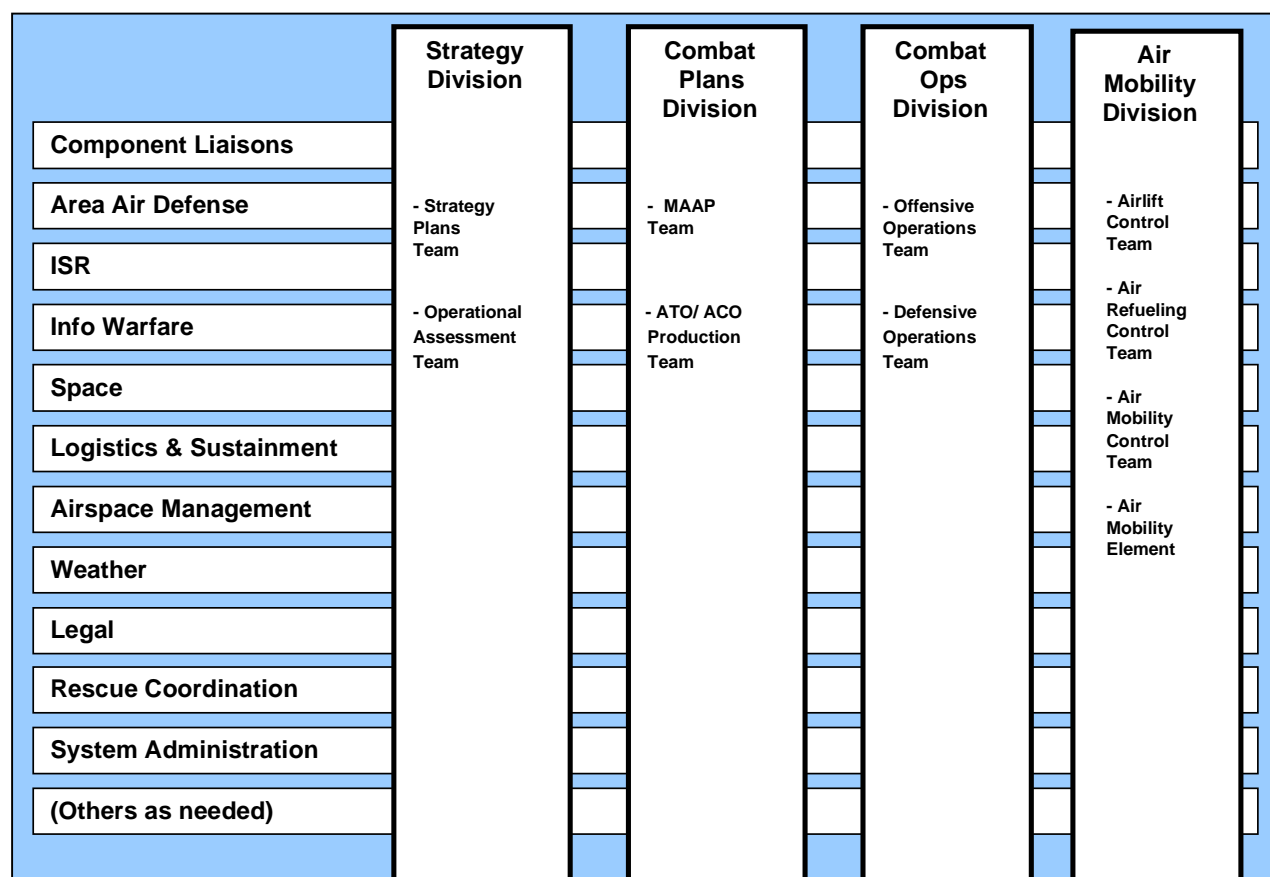 Strategy
Division
Combat
Plans
Division
Combat
Ops
Division
Air
Mobility
Division
Component Liaisons
Area Air Defense
ISR
Info Warfare
Space
Logistics & Sustainment
Airspace Management
Weather
Legal
Rescue Coordination
System Administration
(Others as needed)
- Strategy
Plans
Team
- Operational
Assessment
Team
- MAAP
Team
- ATO/ ACO
Production
Team
- Offensive
Operations
Team
- Defensive
Operations
Team
- Airlift
Control
Team
- Air
Refueling
Control
Team
- Air
Mobility
Control
Team
- Air
Mobility
Element